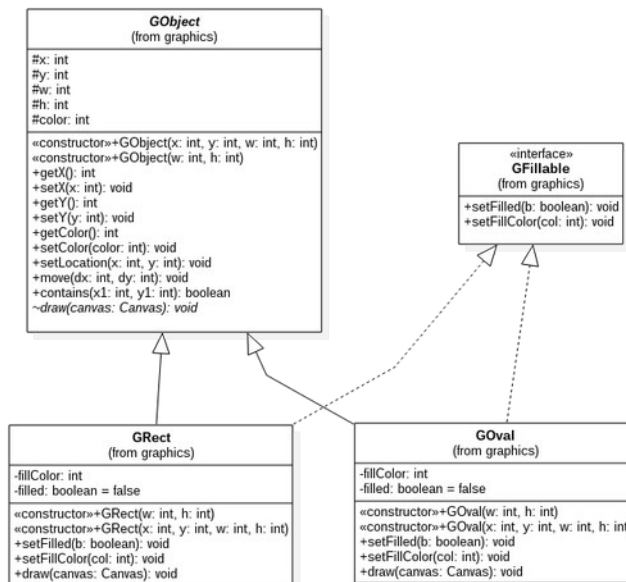 GObject
(from graphics)
#x: int
#y: int
#w: int
#h: int
#color: int
«constructor»+GObject(x: int, y: int, w: int, h: int)
«constructor»+GObject(w: int, h: int)
+getX(): int
+setX(x: int): void
+getY(): int
+setY(y: int): void
+getColor(): int
+setColor(color: int): void
+setLocation(x: int, y: int): void
+move(dx: int, dy: int): void
+contains(x1: int, y1: int): boolean
~draw(canvas: Canvas): void
«interface»
GFillable
(from graphics)
+setFilled(b: boolean): void
+setFillColor(col: int): void
GRect
(from graphics)
-fillColor: int
-filled: boolean = false
«constructor»+GRect(w: int, h: int)
«constructor»+GRect(x: int, y: int, w: int, h: int)
+setFilled(b: boolean): void
+setFillColor(col: int): void
+draw(canvas: Canvas): void
GOval
(from graphics)
-fillColor: int
-filled: boolean = false
«constructor»+GOval(w: int, h: int)
«constructor»+GOval(x: int, y: int, w: int, h: int
+setFilled(b: boolean): void
+setFillColor(col: int): void
+draw(canvas: Canvas): void